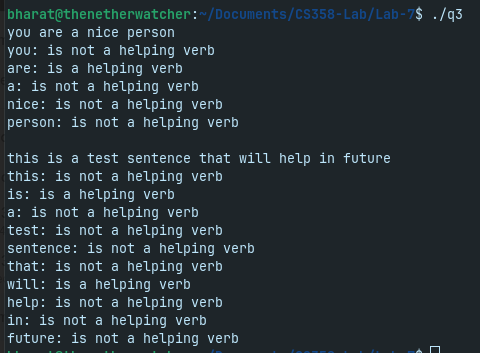 bharat@thenetherwatcher:~/Documents/CS358-Lab/Lab-7$ ./q3
you are a nice person
you: is not a helping verb
are: is a helping verb
a: is not a helping verb
nice: is not a helping verb
person: is not a helping verb

this is a test sentence that will help in future
this: is not a helping verb
is: is a helping verb
a: is not a helping verb
test: is not a helping verb
sentence: is not a helping verb
that: is not a helping verb
will: is a helping verb
help: is not a helping verb
in: is not a helping verb
future: is not a helping verb